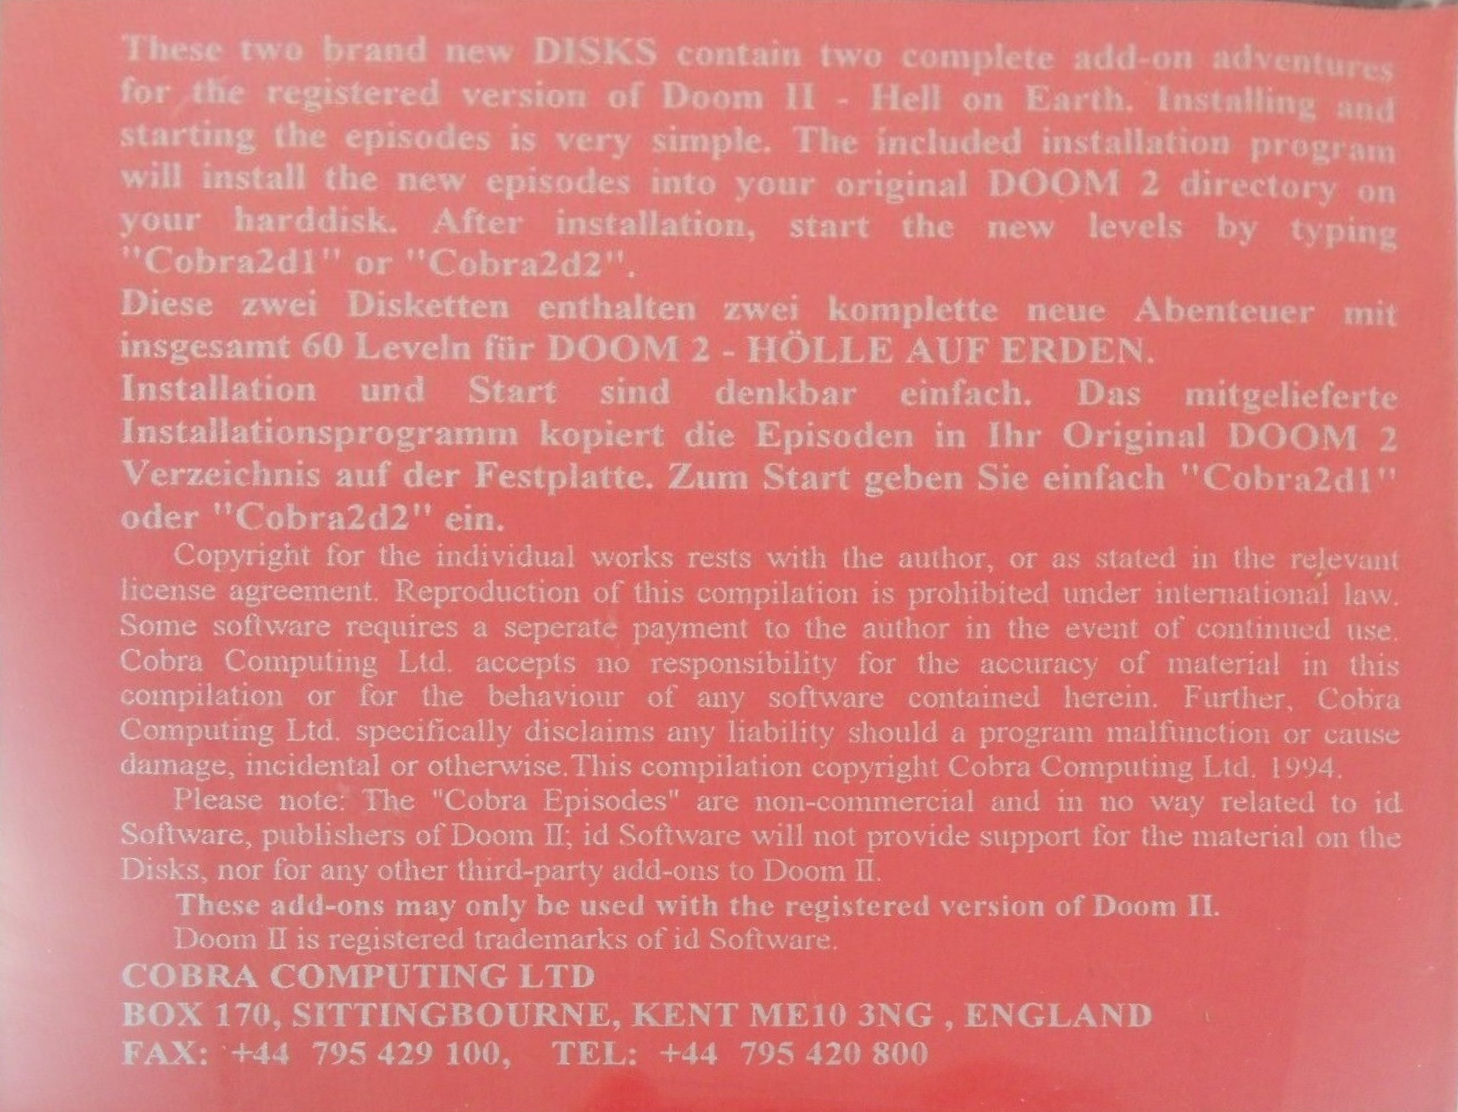 These two brand new DISKS contain two complete add-on adventures
for the registered version of Doom II - Hell on Earth. Installing and
starting the episodes is very simple. The included installation program
will install the new episodes into your original DOOM 2 directory on
your harddisk. After installation, start the new levels by typing
"Cobra2d1" or "Cobra2d2".
Diese zwei Disketten enthalten zwei komplette neue Abenteuer mit
insgesamt 60 Leveln für DOOM 2 - HÖLLE AUF ERDEN.
Installation und Start sind denkbar einfach. Das mitgelieferte
Installationsprogramm kopiert die Episoden in Ihr Original DOOM 2
Verzeichnis auf der Festplatte. Zum Start geben Sie einfach "Cobra2d1"
oder "Cobra2d2" ein.
Copyright for the individual works rests with the author, or as stated in the relevant
license agreement. Reproduction of this compilation is prohibited under international law.
Some software requires a seperate payment to the author in the event of continued use.
Cobra Computing Ltd. accepts no responsibility for the accuracy of material in this
compilation or for the behaviour of any software contained herein. Further, Cobra
Computing Ltd. specifically disclaims any liability should a program malfunction or cause
damage, incidental or otherwise.This compilation copyright Cobra Computing Ltd. 1994.
Please note: The "Cobra Episodes" are non-commercial and in no way related to id
Software, publishers of Doom II; id Software will not provide support for the material on the
Disks, nor for any other third-party add-ons to Doom II.
These add-ons may only be used with the registered version of Doom II.
Doom II is registered trademarks of id Software.
COBRA COMPUTING LTD
BOX 170, SITTINGBOURNE, KENT ME10 3NG , ENGLAND
FAX: +44 795 429 100, TEL: +44 795 420 800